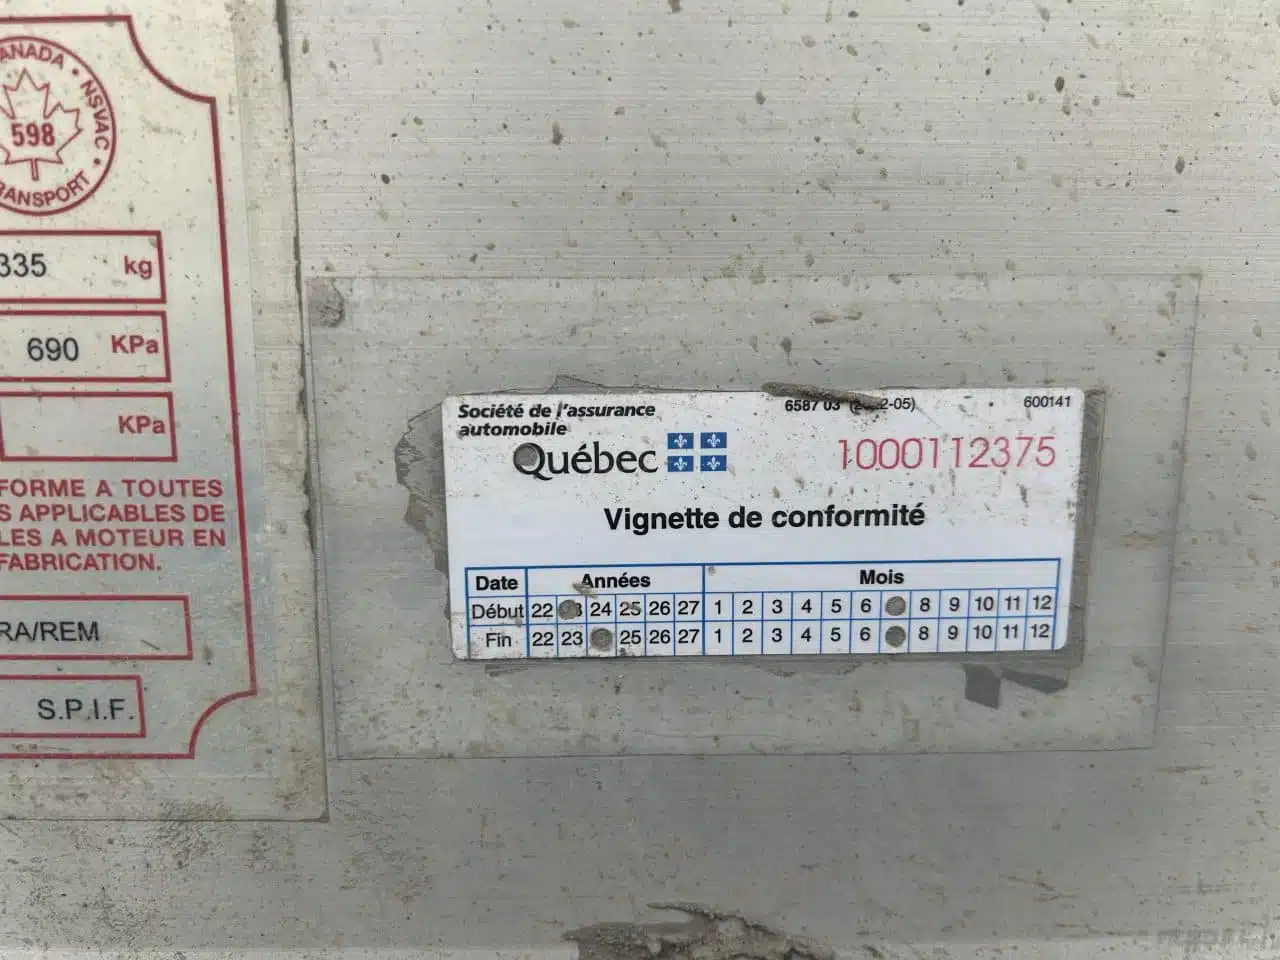 CANADA • NSVAC •
TRANSPORT
598
335 kg
690 KPa
KPa
FORME A TOUTES
S APPLICABLES DE
LES A MOTEUR EN
FABRICATION.
RA/REM
S.P.I.F.
Société de l'assurance
automobile
Québec
6587 03 -05)
600141
1000112375
Vignette de conformité
Date Années Mois
Début 22 24 25 26 27 1 2 3 4 5 6 8 9 10 11 12
Fin 22 23 25 26 27 1 2 3 4 5 6 8 9 10 11 12